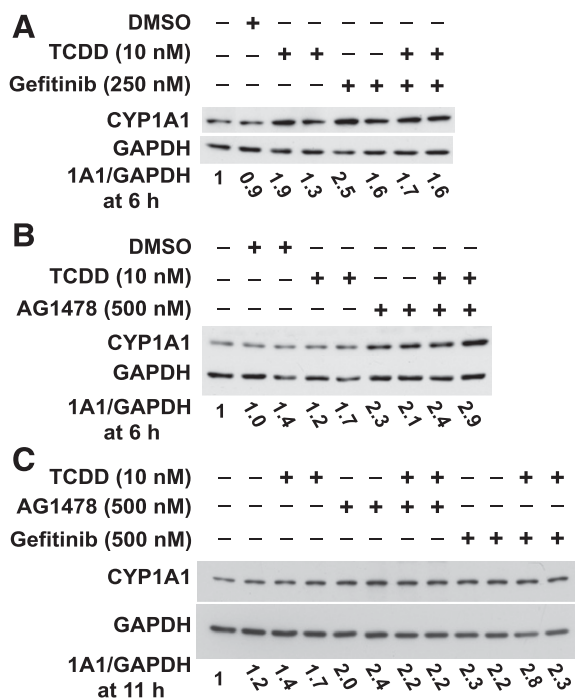 A
DMSO − + − − − − − −
TCDD (10 nM) − − + + − − + +
Gefitinib (250 nM) − − − − + + + +
CYP1A1
GAPDH
1A1/GAPDH 1 0.9 1.9 1.3 2.5 1.6 1.7 1.6
at 6 h
B
DMSO − + + − − − − − −
TCDD (10 nM) − − − + + − − + +
AG1478 (500 nM) − − − − − + + + +
CYP1A1
GAPDH
1A1/GAPDH 1 1.0 1.4 1.2 1.7 2.3 2.1 2.4 2.9
at 6 h
C
TCDD (10 nM) − − + + − − + + − − + +
AG1478 (500 nM) − − − − + + + + − − − −
Gefitinib (500 nM) − − − − − − − − + + + +
CYP1A1
GAPDH
1A1/GAPDH 1 1.2 1.4 1.7 2.0 2.4 2.2 2.2 2.3 2.2 2.8 2.3
at 11 h